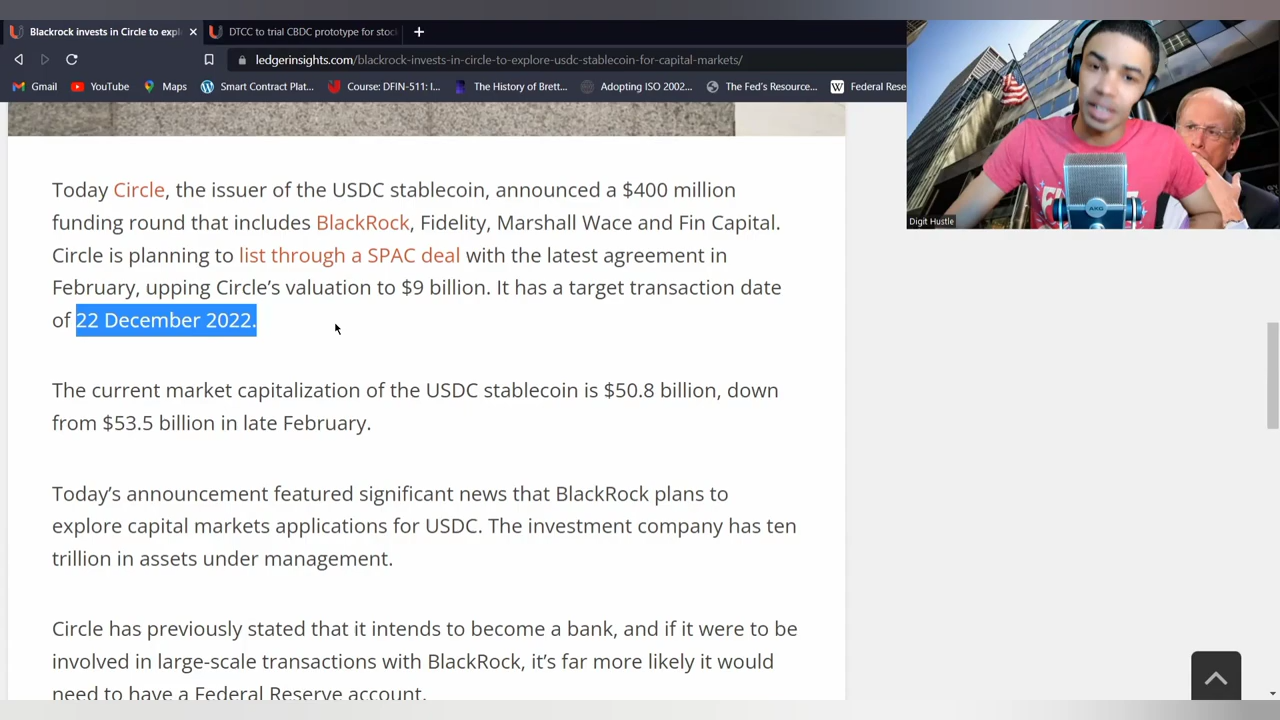 Blackrock invests in Circle to expl
DTCC to trial CBDC prototype for stoc
ledgerinsights.com/blackrock-invests-in-circle-to-explore-usdc-stablecoin-for-capital-markets/
Gmail YouTube Maps Smart Contract Plat... Course: DFIN-511: I... The History of Brett... Adopting ISO 2002... The Fed's Resource... Federal Rese
Today Circle, the issuer of the USDC stablecoin, announced a $400 million
funding round that includes BlackRock, Fidelity, Marshall Wace and Fin Capital.
Circle is planning to list through a SPAC deal with the latest agreement in
February, upping Circle’s valuation to $9 billion. It has a target transaction date
of 22 December 2022.
The current market capitalization of the USDC stablecoin is $50.8 billion, down
from $53.5 billion in late February.
Today’s announcement featured significant news that BlackRock plans to
explore capital markets applications for USDC. The investment company has ten
trillion in assets under management.
Circle has previously stated that it intends to become a bank, and if it were to be
involved in large-scale transactions with BlackRock, it’s far more likely it would
need to have a Federal Reserve account.
AKG
Digit Hustle